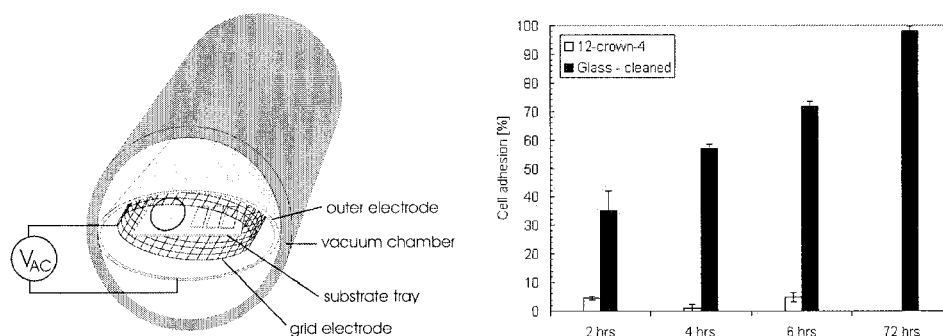 VAC
outer electrode
vacuum chamber
substrate tray
grid electrode
Cell adhesion [%]
100
90
80
70
60
50
40
30
20
10
0
12-crown-4
Glass - cleaned
2 hrs 4 hrs 6 hrs 72 hrs